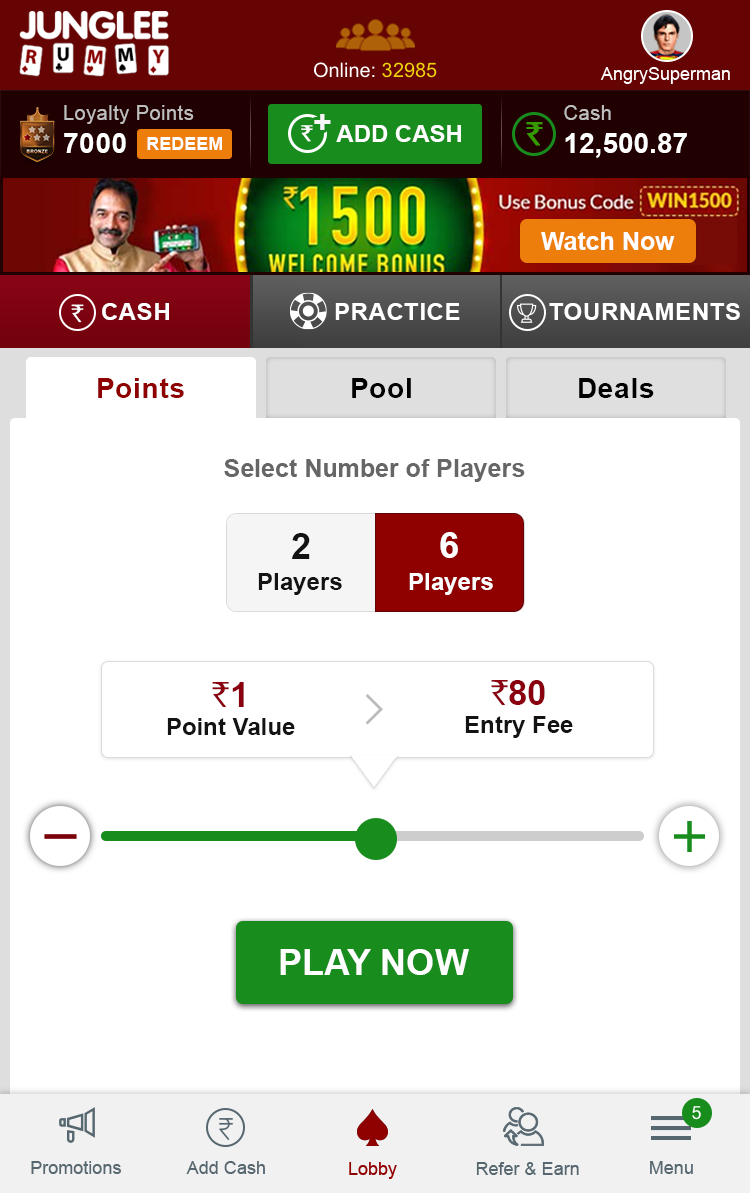 JUNGLEE
RUMMY
Online: 32985
AngrySuperman
Loyalty Points
7000 REDEEM
BRONZE
₹+ ADD CASH
₹ Cash
12,500.87
₹1500
WELCOME BONUS
Use Bonus Code WIN1500
Watch Now
₹ CASH
PRACTICE
TOURNAMENTS
Points
Pool
Deals
Select Number of Players
2
Players
6
Players
₹1
Point Value
₹80
Entry Fee
PLAY NOW
Promotions
₹
Add Cash
Lobby
Refer & Earn
5
Menu